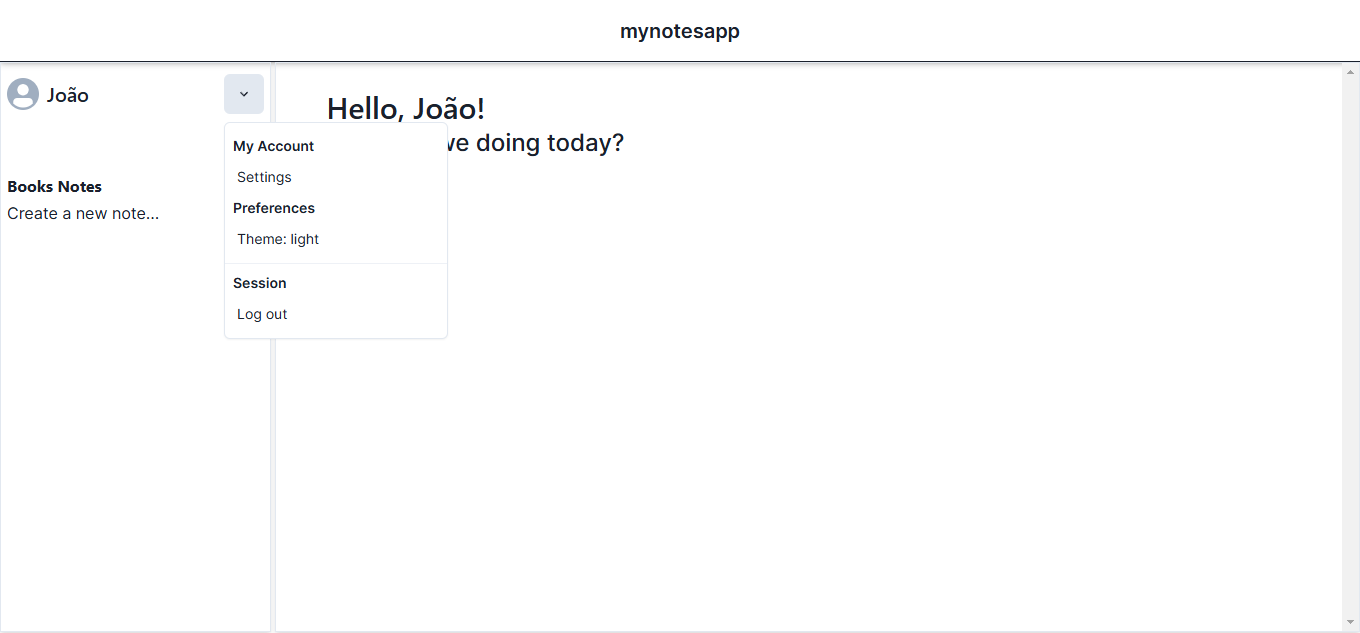 mynotesapp
João
Hello, João!
we doing today?
My Account
Settings
Preferences
Theme: light
Session
Log out
Books Notes
Create a new note...